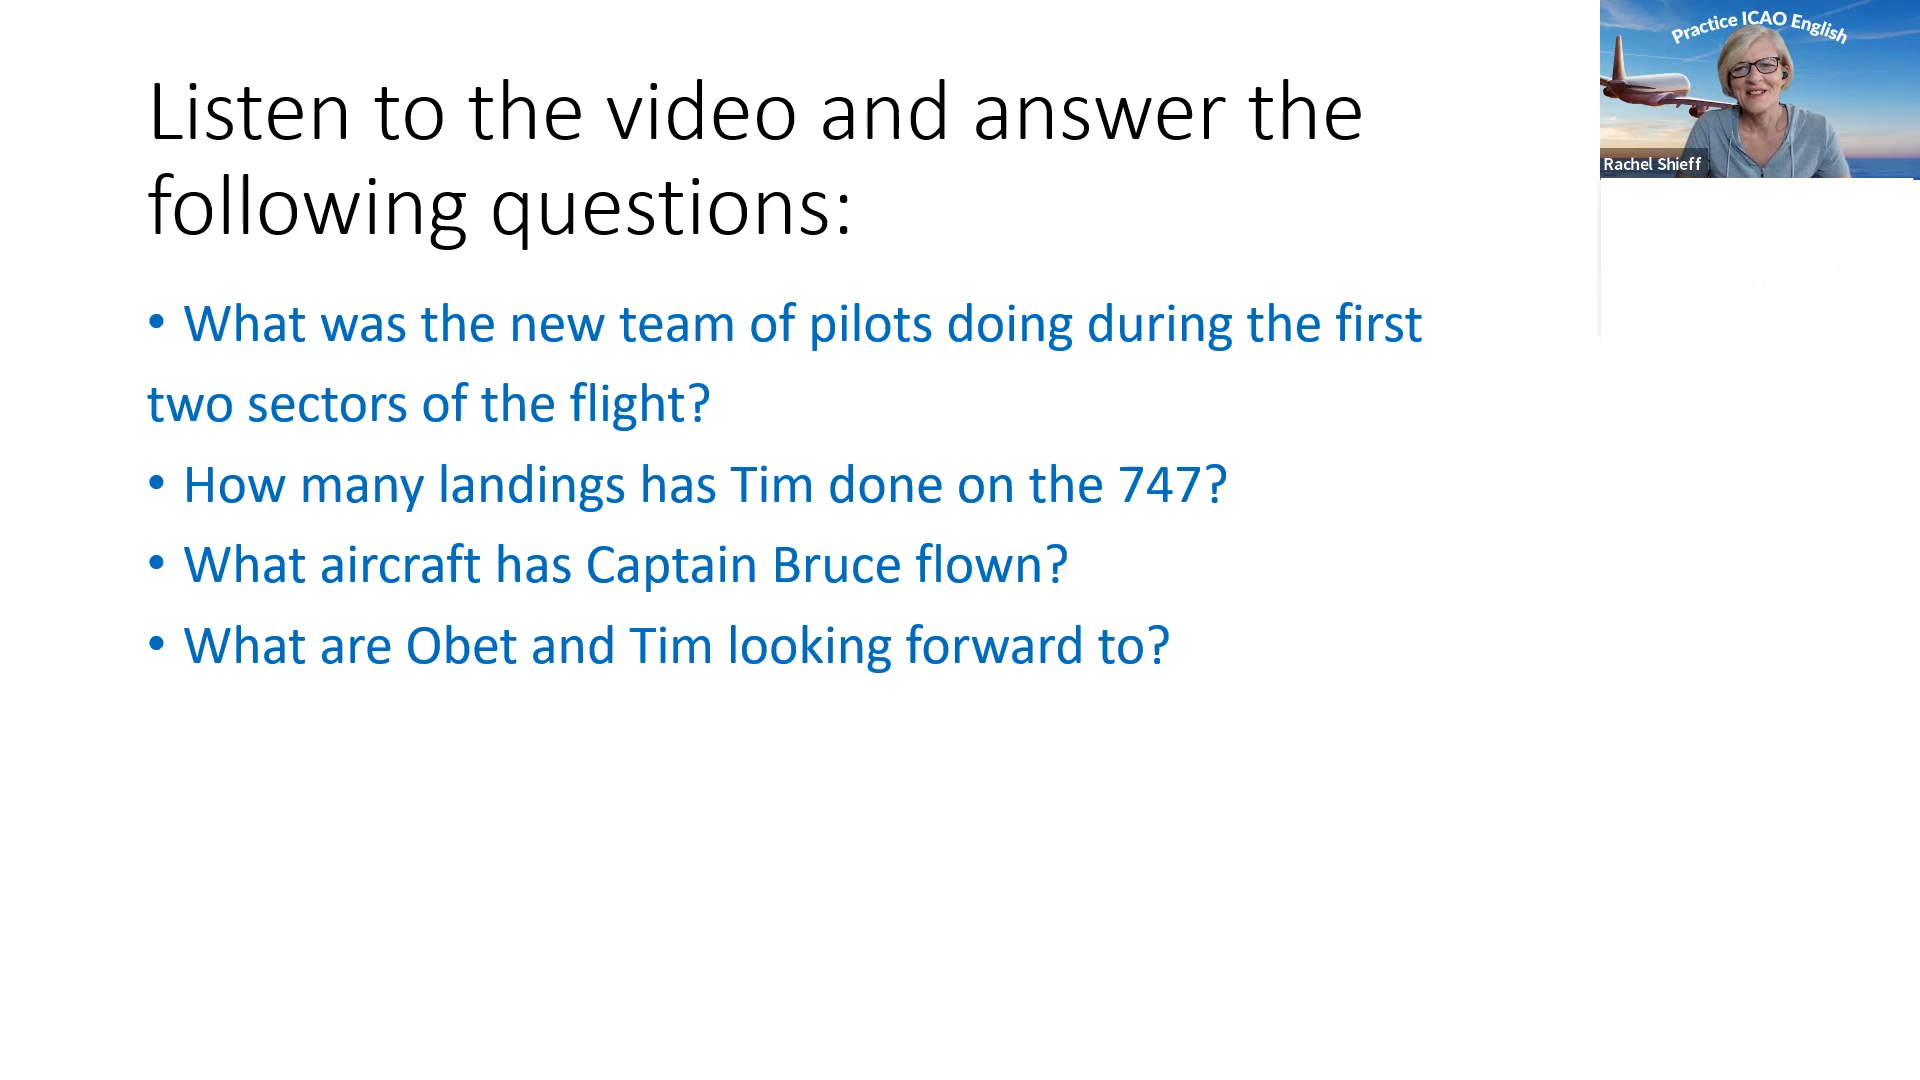 Practice ICAO English
Rachel Shieff
Listen to the video and answer the
following questions:
• What was the new team of pilots doing during the first
two sectors of the flight?
• How many landings has Tim done on the 747?
• What aircraft has Captain Bruce flown?
• What are Obet and Tim looking forward to?